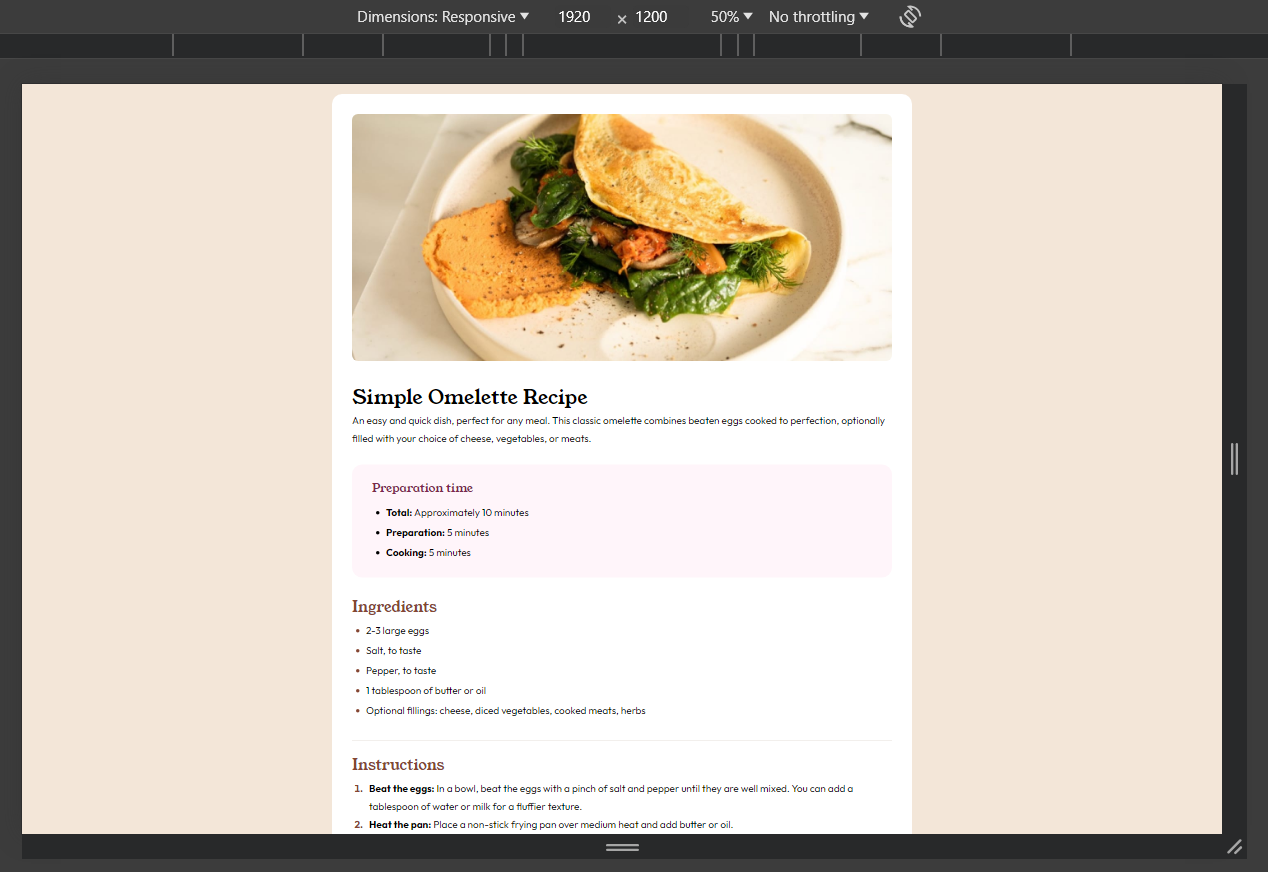 Dimensions: Responsive 1920 × 1200 50% No throttling
Simple Omelette Recipe
An easy and quick dish, perfect for any meal. This classic omelette combines beaten eggs cooked to perfection, optionally
filled with your choice of cheese, vegetables, or meats.
Preparation time
• Total: Approximately 10 minutes
• Preparation: 5 minutes
• Cooking: 5 minutes
Ingredients
• 2-3 large eggs
• Salt, to taste
• Pepper, to taste
• 1 tablespoon of butter or oil
• Optional fillings: cheese, diced vegetables, cooked meats, herbs
Instructions
1. Beat the eggs: In a bowl, beat the eggs with a pinch of salt and pepper until they are well mixed. You can add a
tablespoon of water or milk for a fluffier texture.
2. Heat the pan: Place a non-stick frying pan over medium heat and add butter or oil.